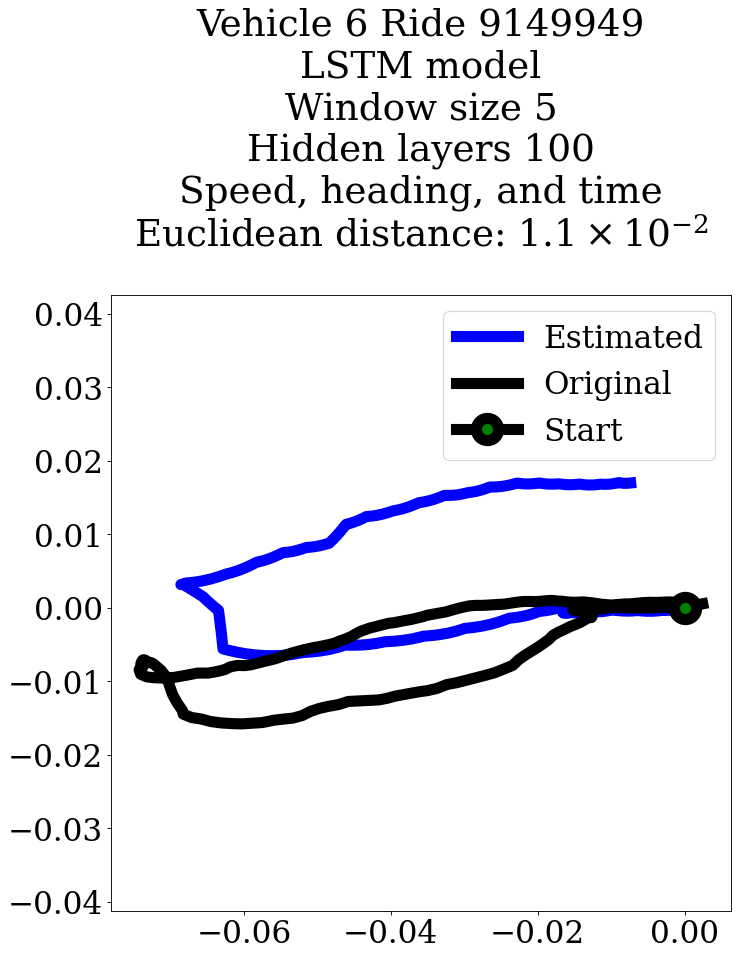 Vehicle 6 Ride 9149949
LSTM model
Window size 5
Hidden layers 100
Speed, heading, and time
Euclidean distance: 1.1 × 10⁻²
Estimated
Original
Start
0.04
0.03
0.02
0.01
0.00
−0.01
−0.02
−0.03
−0.04
−0.06 −0.04 −0.02 0.00